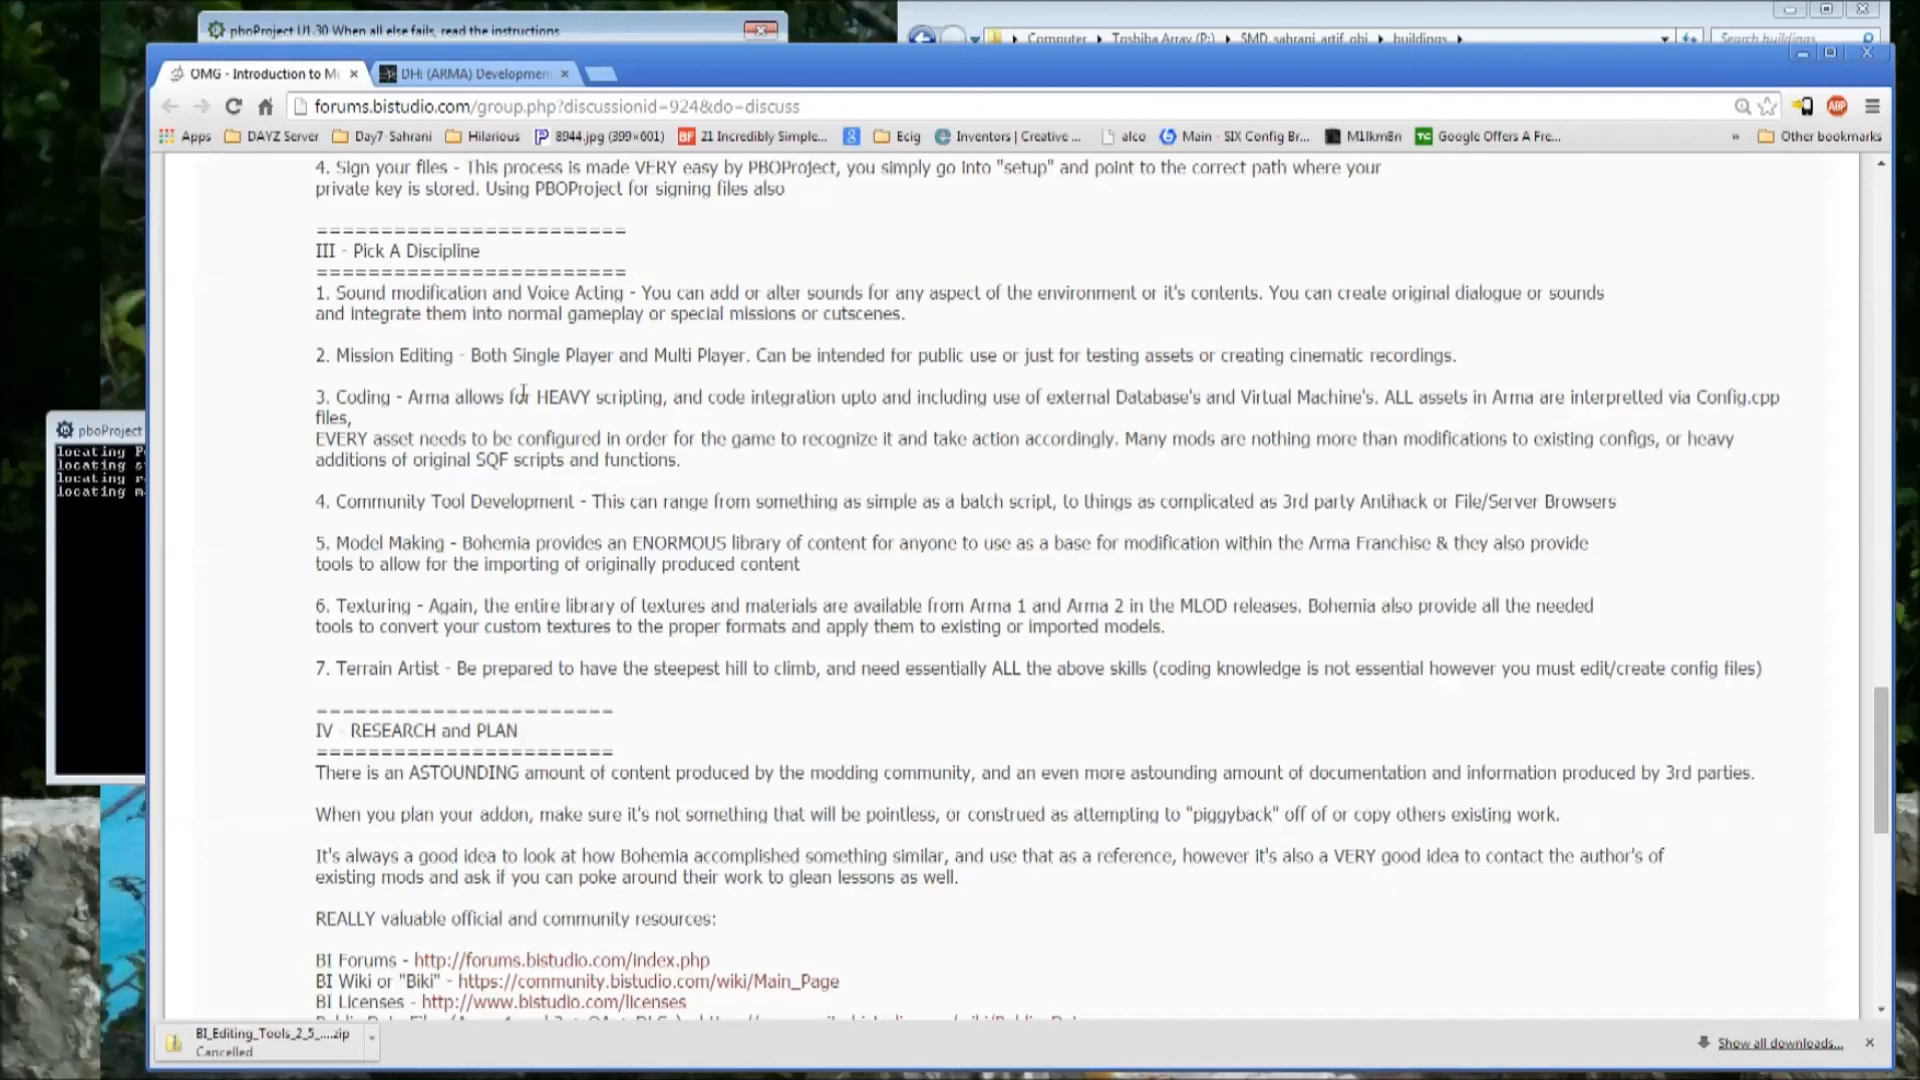 pboProject U1.30 When all else fails, read the instructions
Computer Toshiba Array (P:) SMD_sahrani_artif_obj buildings Search buildings
OMG - Introduction to Mo DHI (ARMA) Development
forums.bistudio.com/group.php?discussionid=924&do=discuss
Apps DAYZ Server Day7-Sahrani Hilarious 8944.jpg (399×601) 21 Incredibly Simple... Ecig Inventors | Creative ... alco Main - SIX Config Br... M1lkm8n Google Offers A Fre... » Other bookmarks
4. Sign your files - This process is made VERY easy by PBOProject, you simply go into "setup" and point to the correct path where your
private key is stored. Using PBOProject for signing files also
========================
III - Pick A Discipline
========================
1. Sound modification and Voice Acting - You can add or alter sounds for any aspect of the environment or it's contents. You can create original dialogue or sounds
and integrate them into normal gameplay or special missions or cutscenes.
2. Mission Editing - Both Single Player and Multi Player. Can be intended for public use or just for testing assets or creating cinematic recordings.
3. Coding - Arma allows for HEAVY scripting, and code integration upto and including use of external Database's and Virtual Machine's. ALL assets in Arma are interpretted via Config.cpp
files,
EVERY asset needs to be configured in order for the game to recognize it and take action accordingly. Many mods are nothing more than modifications to existing configs, or heavy
additions of original SQF scripts and functions.
4. Community Tool Development - This can range from something as simple as a batch script, to things as complicated as 3rd party Antihack or File/Server Browsers
5. Model Making - Bohemia provides an ENORMOUS library of content for anyone to use as a base for modification within the Arma Franchise & they also provide
tools to allow for the importing of originally produced content
6. Texturing - Again, the entire library of textures and materials are available from Arma 1 and Arma 2 in the MLOD releases. Bohemia also provide all the needed
tools to convert your custom textures to the proper formats and apply them to existing or imported models.
7. Terrain Artist - Be prepared to have the steepest hill to climb, and need essentially ALL the above skills (coding knowledge is not essential however you must edit/create config files)
=======================
IV - RESEARCH and PLAN
=======================
There is an ASTOUNDING amount of content produced by the modding community, and an even more astounding amount of documentation and information produced by 3rd parties.
When you plan your addon, make sure it's not something that will be pointless, or construed as attempting to "piggyback" off of or copy others existing work.
It's always a good idea to look at how Bohemia accomplished something similar, and use that as a reference, however it's also a VERY good idea to contact the author's of
existing mods and ask if you can poke around their work to glean lessons as well.
REALLY valuable official and community resources:
BI Forums - http://forums.bistudio.com/index.php
BI Wiki or "Biki" - https://community.bistudio.com/wiki/Main_Page
BI Licenses - http://www.bistudio.com/licenses
pboProject
locating
locating
locating
locating
BI_Editing_Tools_2_5_....zip
Cancelled
Show all downloads...